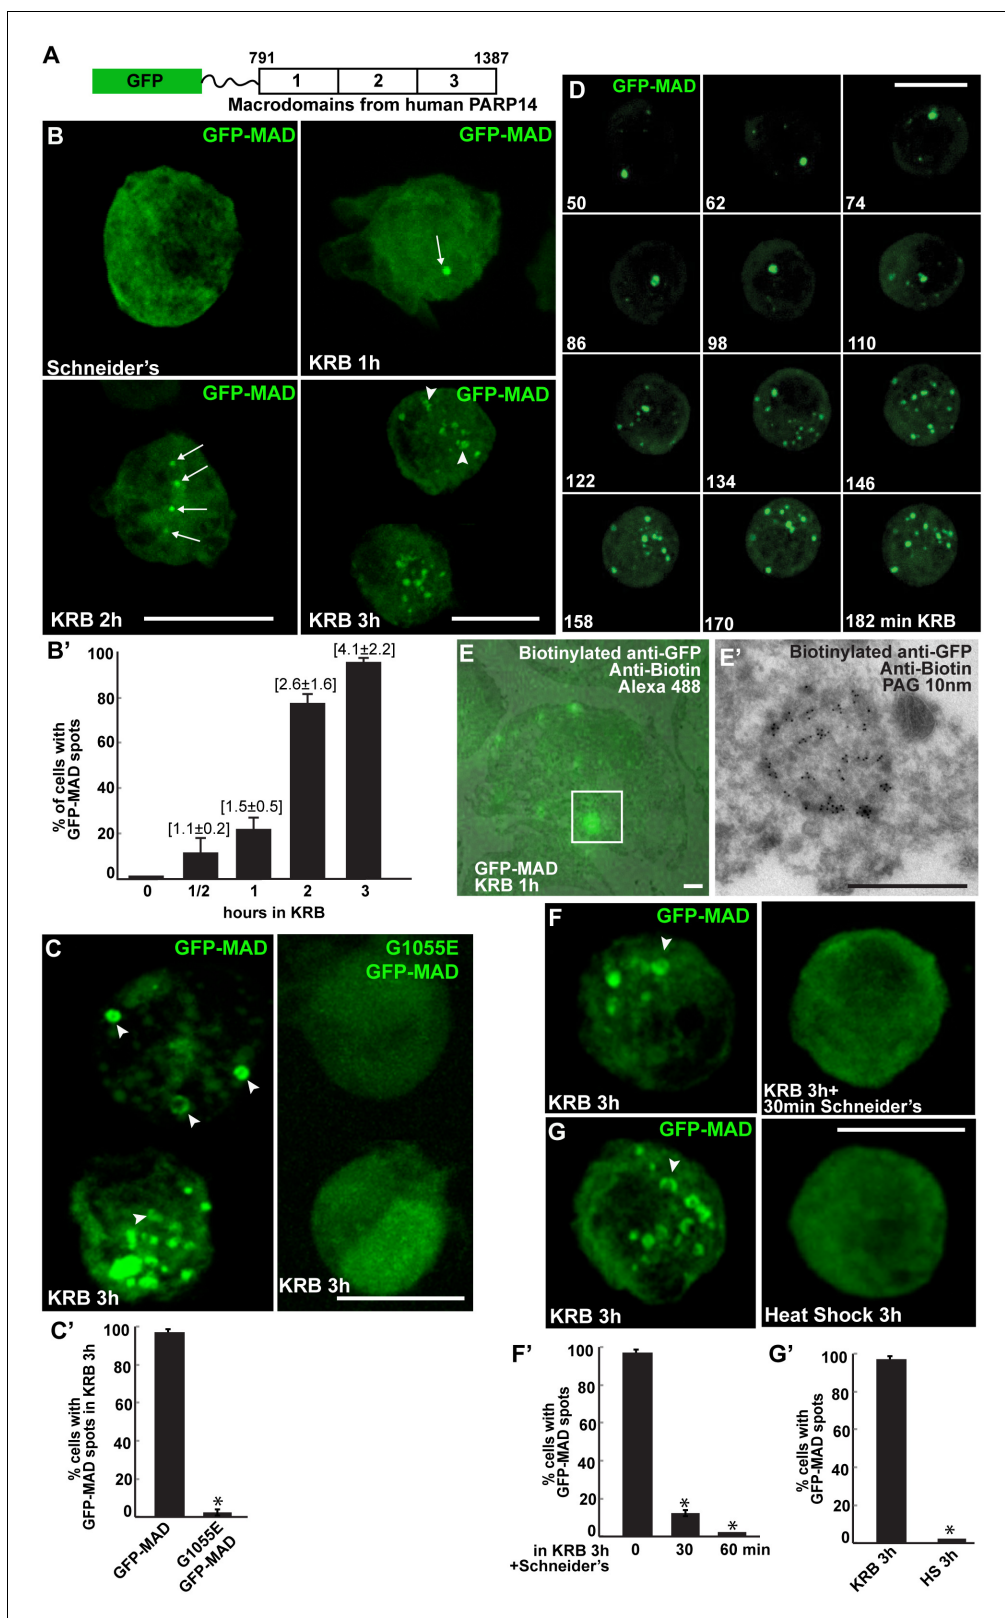 A
791
1387
GFP
1
2
3
Macrodomains from human PARP14
B
GFP-MAD
GFP-MAD
Schneider's
KRB 1h
GFP-MAD
GFP-MAD
KRB 2h
KRB 3h
D
GFP-MAD
50
62
74
86
98
110
122
134
146
158
170
182 min KRB
B'
% of cells with
GFP-MAD spots
100
80
60
40
20
0
[1.1±0.2]
[1.5±0.5]
[2.6±1.6]
[4.1±2.2]
0
1/2
1
2
3
hours in KRB
E
Biotinylated anti-GFP
Anti-Biotin
Alexa 488
GFP-MAD
KRB 1h
E'
Biotinylated anti-GFP
Anti-Biotin
PAG 10nm
C
GFP-MAD
G1055E
GFP-MAD
KRB 3h
KRB 3h
C'
% cells with
GFP-MAD spots in KRB 3h
100
80
60
40
20
0
*
GFP-MAD
G1055E
GFP-MAD
F
GFP-MAD
KRB 3h
KRB 3h+
30min Schneider's
G
GFP-MAD
KRB 3h
Heat Shock 3h
F'
% cells with
GFP-MAD spots
100
80
60
40
20
0
*
*
in KRB 3h
+Schneider's
0
30
60 min
G'
% cells with
GFP-MAD spots
100
80
60
40
20
0
*
KRB 3h
HS 3h